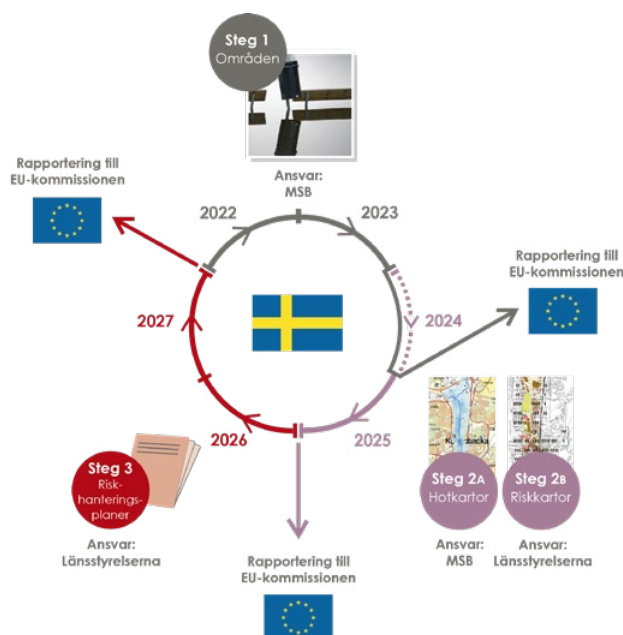 Steg 1
Områden
Ansvar:
MSB
Rapportering till
EU-kommissionen
2022
2023
Rapportering till
EU-kommissionen
2027
2024
2026
2025
Steg 3
Risk-
hanterings-
planer
Ansvar:
Länsstyrelserna
Steg 2A
Hotkartor
Ansvar:
MSB
Steg 2B
Riskkartor
Ansvar:
Länsstyrelserna
Rapportering till
EU-kommissionen